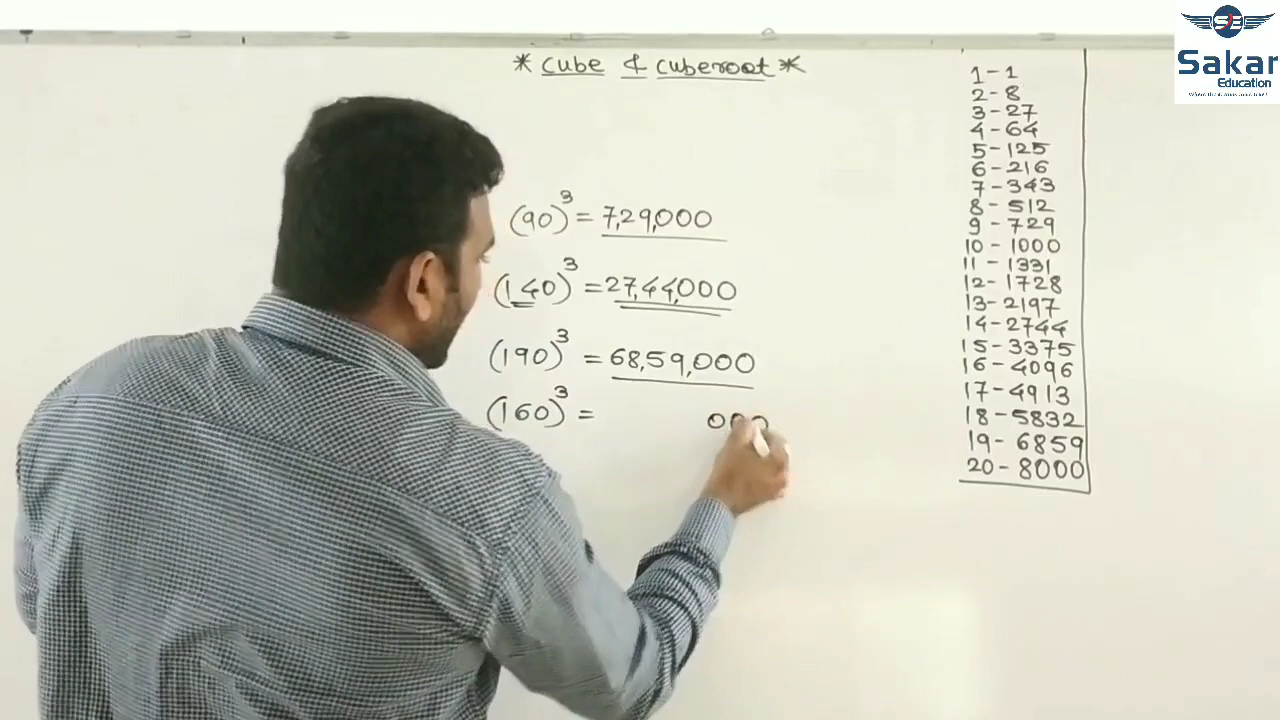 * cube & cuberoot *
(90)³ = 7,29,000
(140)³ = 27,44,000
(190)³ = 68,59,000
(160)³ = 000
1 - 1
2 - 8
3 - 27
4 - 64
5 - 125
6 - 216
7 - 343
8 - 512
9 - 729
10 - 1000
11 - 1331
12 - 1728
13 - 2197
14 - 2744
15 - 3375
16 - 4096
17 - 4913
18 - 5832
19 - 6859
20 - 8000
SE
Sakar
Education